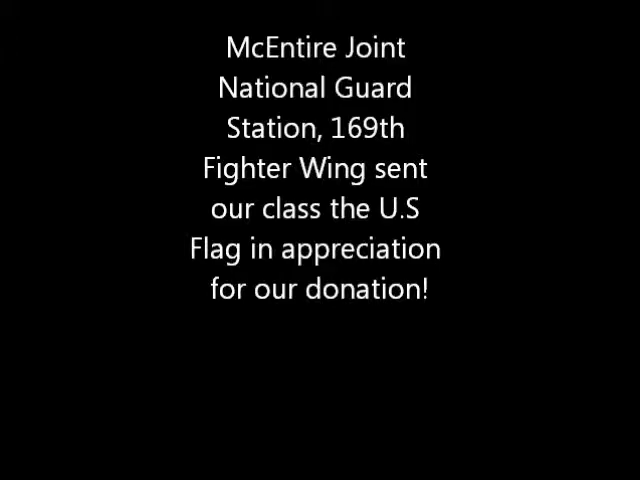 McEntire Joint
National Guard
Station, 169th
Fighter Wing sent
our class the U.S
Flag in appreciation
for our donation!